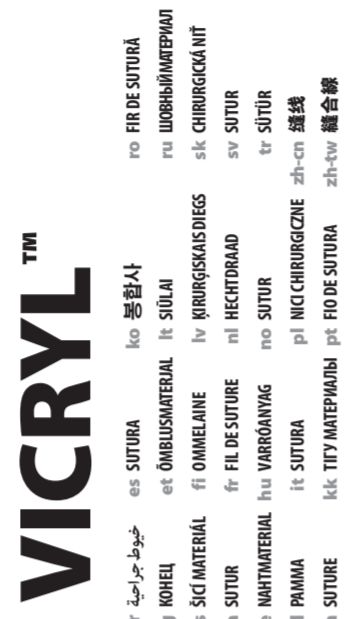 VICRYL™
خيوط جراحية
КОНЕЦ
ŠICÍ MATERIÁL
SUTUR
NAHTMATERIAL
ΡΑΜΜΑ
SUTURE
es SUTURA
et ÕMBLUSMATERJAL
fi OMMELAINE
fr FIL DE SUTURE
hu VARRÓANYAG
it SUTURA
kk ТІГУ МАТЕРИАЛЫ
ko 봉합사
lt SIŪLAI
lv ĶIRURĢISKAIS DIEGS
nl HECHTDRAAD
no SUTUR
pl NICI CHIRURGICZNE
pt FIO DE SUTURA
ro FIR DE SUTURĂ
ru ШОВНЫЙ МАТЕРИАЛ
sk CHIRURGICKÁ NIŤ
sv SUTUR
tr SÜTÜR
zh-cn 缝线
zh-tw 縫合線